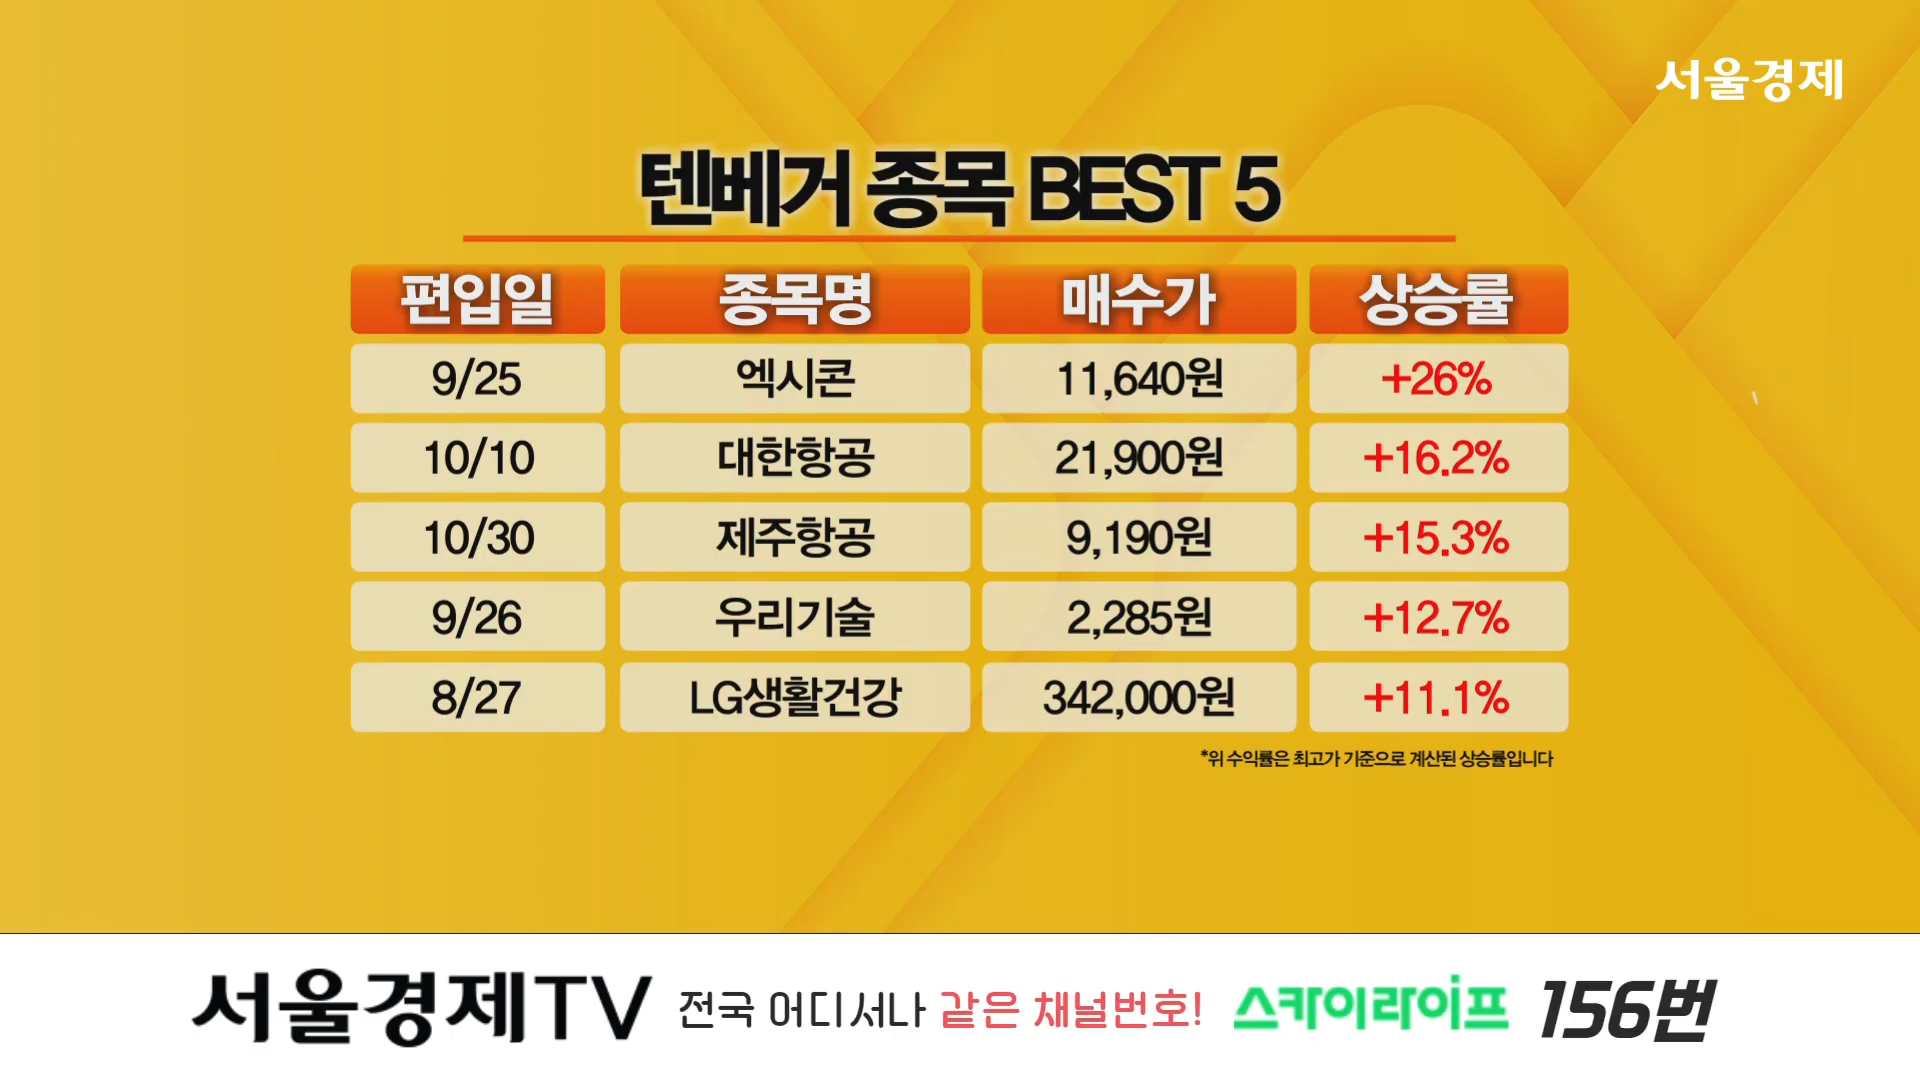 서울경제
텐베거 종목 BEST 5
편입일 종목명 매수가 상승률
9/25 엑시콘 11,640원 +26%
10/10 대한항공 21,900원 +16.2%
10/30 제주항공 9,190원 +15.3%
9/26 우리기술 2,285원 +12.7%
8/27 LG생활건강 342,000원 +11.1%
*위 수익률은 최고가 기준으로 계산된 상승률입니다
서울경제TV 전국 어디서나 같은 채널번호! 스카이라이프 156번